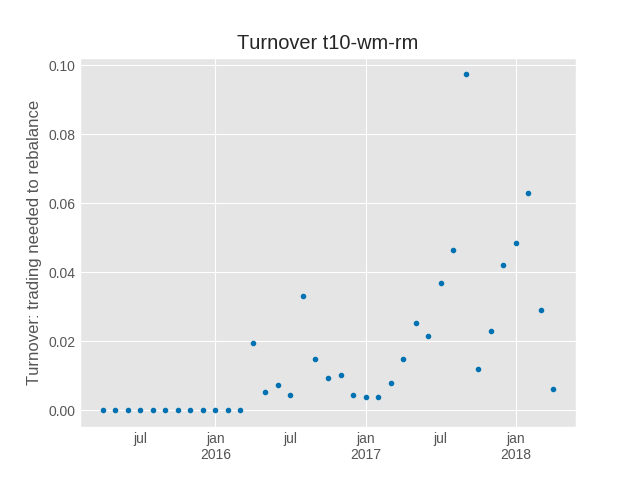 Turnover t10-wm-rm
Turnover: trading needed to rebalance
0.10
0.08
0.06
0.04
0.02
0.00
jul jan jul jan jul jan
2016 2017 2018